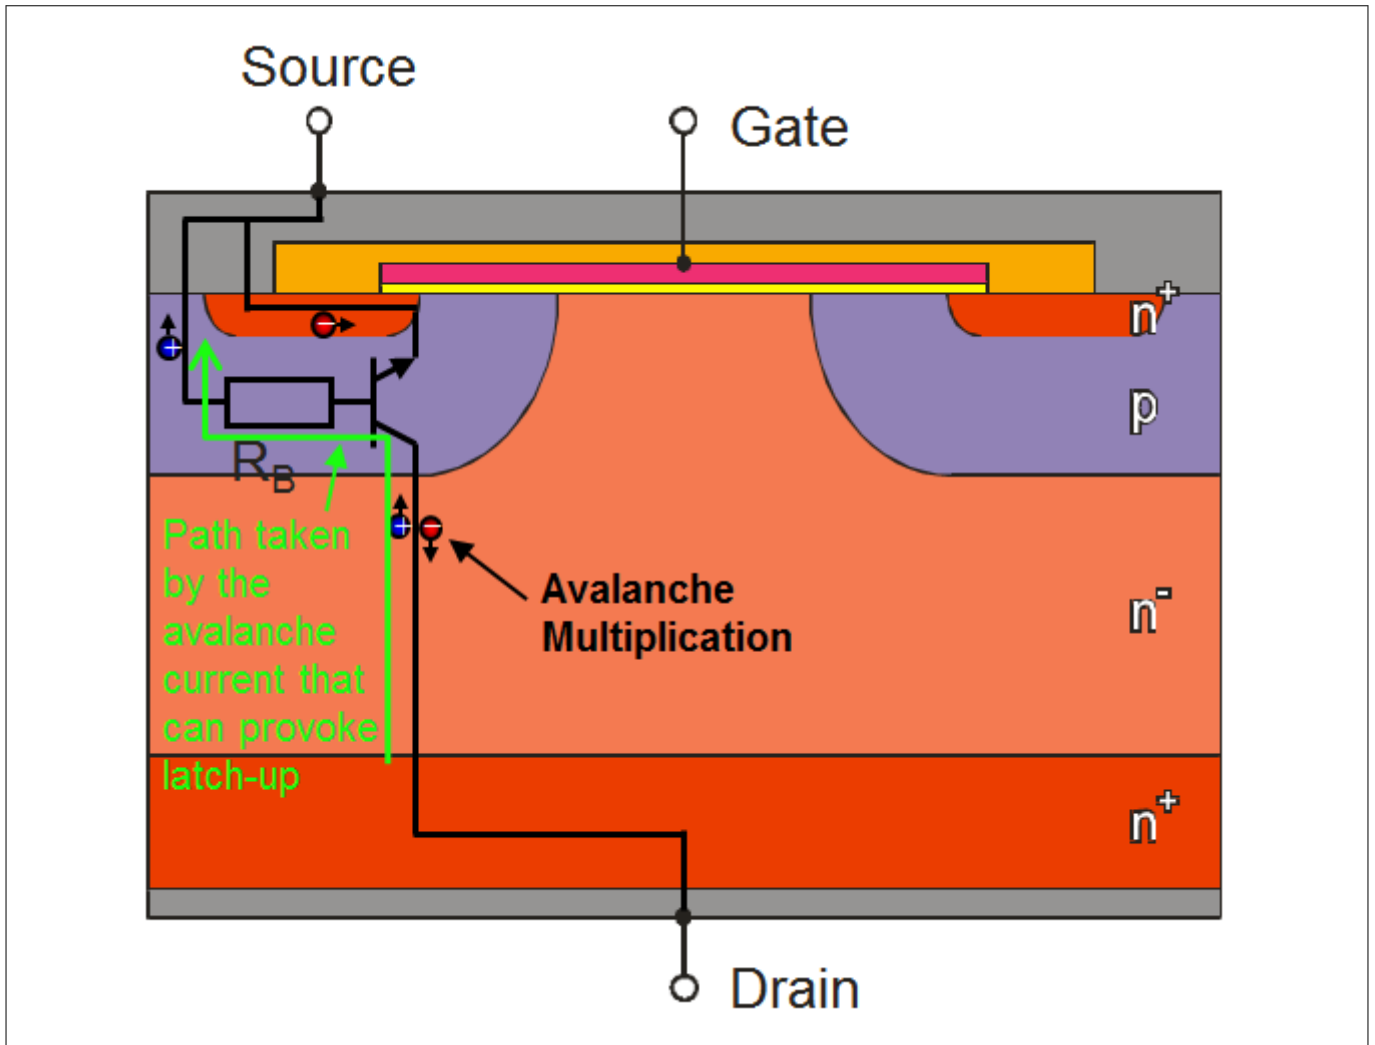 Source
Gate
n+
p
RB
Path taken
by the
avalanche
current that
can provoke
latch-up
Avalanche
Multiplication
n-
n+
Drain